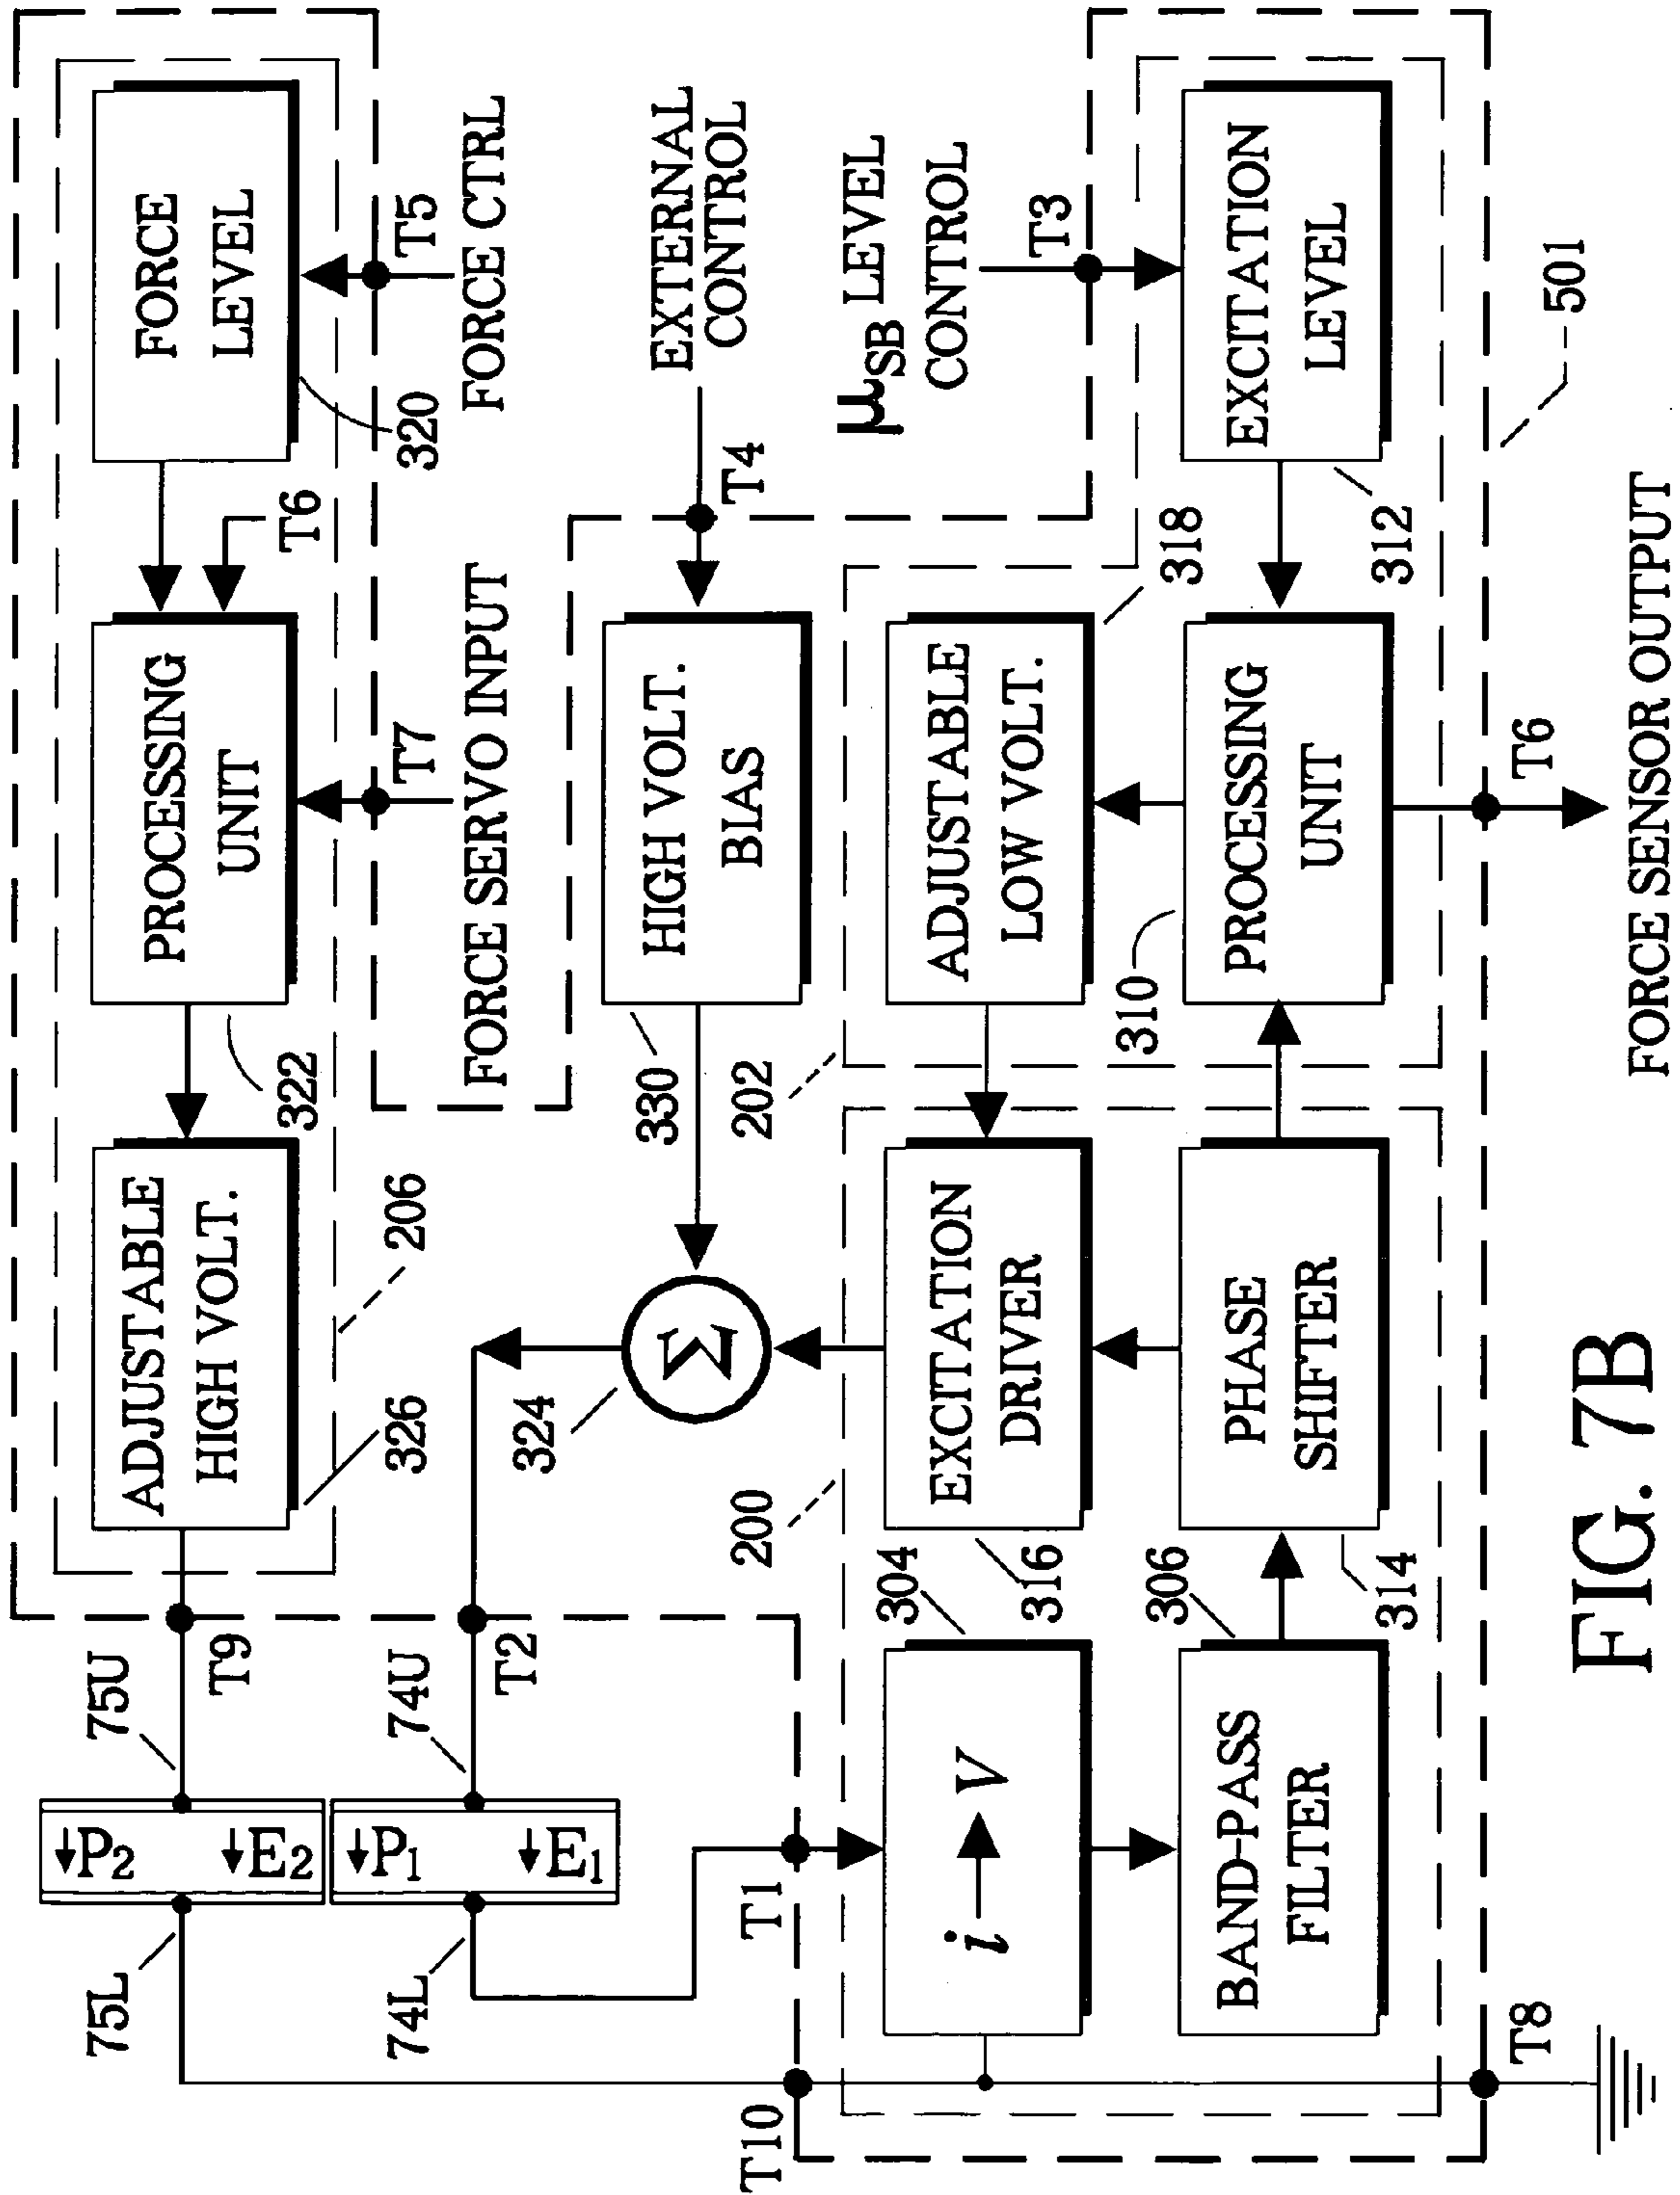 75L
75U
P2
E2
T9
ADJUSTABLE
HIGH VOLT.
326
206
322
PROCESSING
UNIT
T6
FORCE
LEVEL
320
T5
FORCE CTRL
T7
FORCE SERVO INPUT
74L
74U
P1
E1
T2
324
Σ
330
HIGH VOLT.
BIAS
T4
EXTERNAL
CONTROL
μSB LEVEL
CONTROL
T3
T10
T1
200
202
304
i V
316
EXCITATION
DRIVER
ADJUSTABLE
LOW VOLT.
318
306
BAND-PASS
FILTER
314
PHASE
SHIFTER
310
PROCESSING
UNIT
312
EXCITATION
LEVEL
T8
T6
501
FORCE SENSOR OUTPUT
FIG. 7B